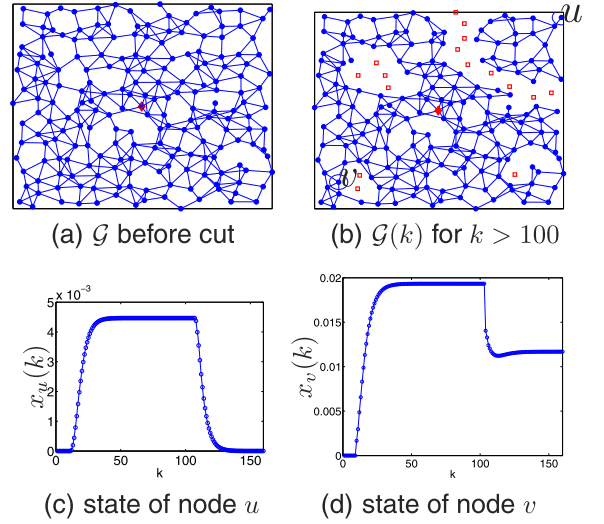 u
v
(a) G before cut
(b) G(k) for k > 100
x 10⁻³
5
4
3
2
1
0
0
50
100
150
k
x_u(k)
(c) state of node u
0.02
0.015
0.01
0.005
0
0
50
100
150
k
x_v(k)
(d) state of node v